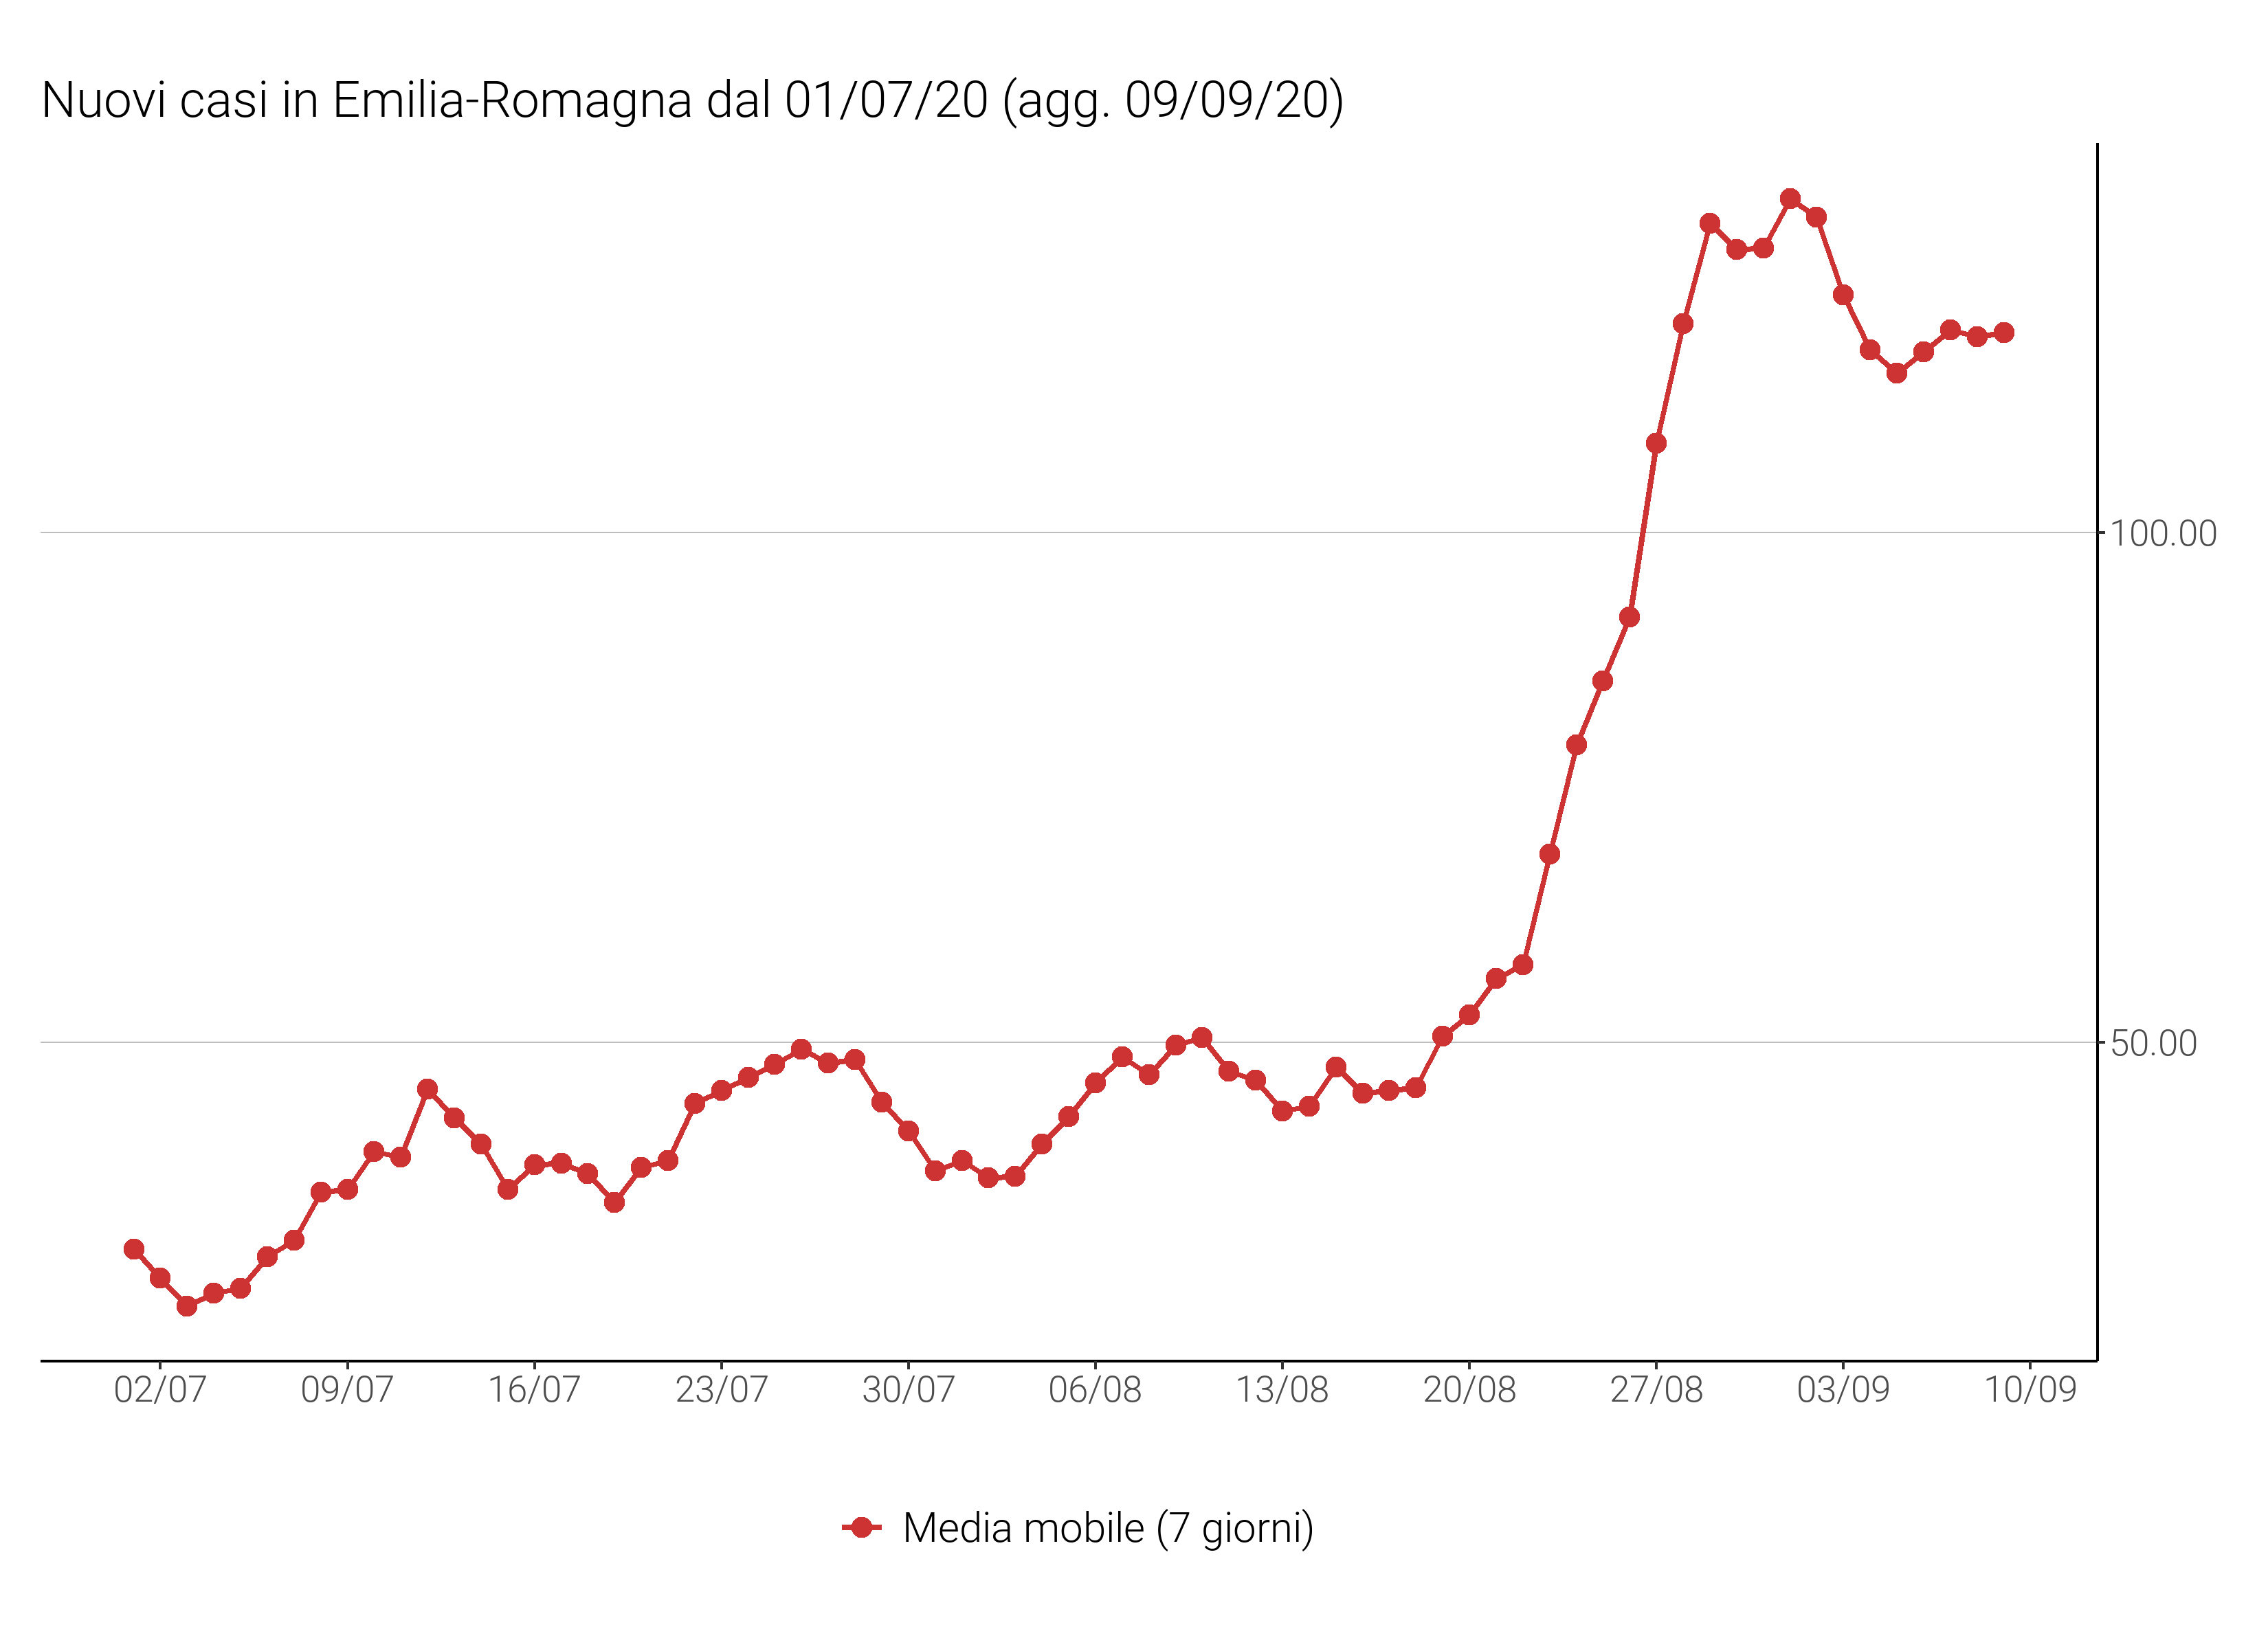 Nuovi casi in Emilia-Romagna dal 01/07/20 (agg. 09/09/20)
100.00
50.00
02/07 09/07 16/07 23/07 30/07 06/08 13/08 20/08 27/08 03/09 10/09
Media mobile (7 giorni)